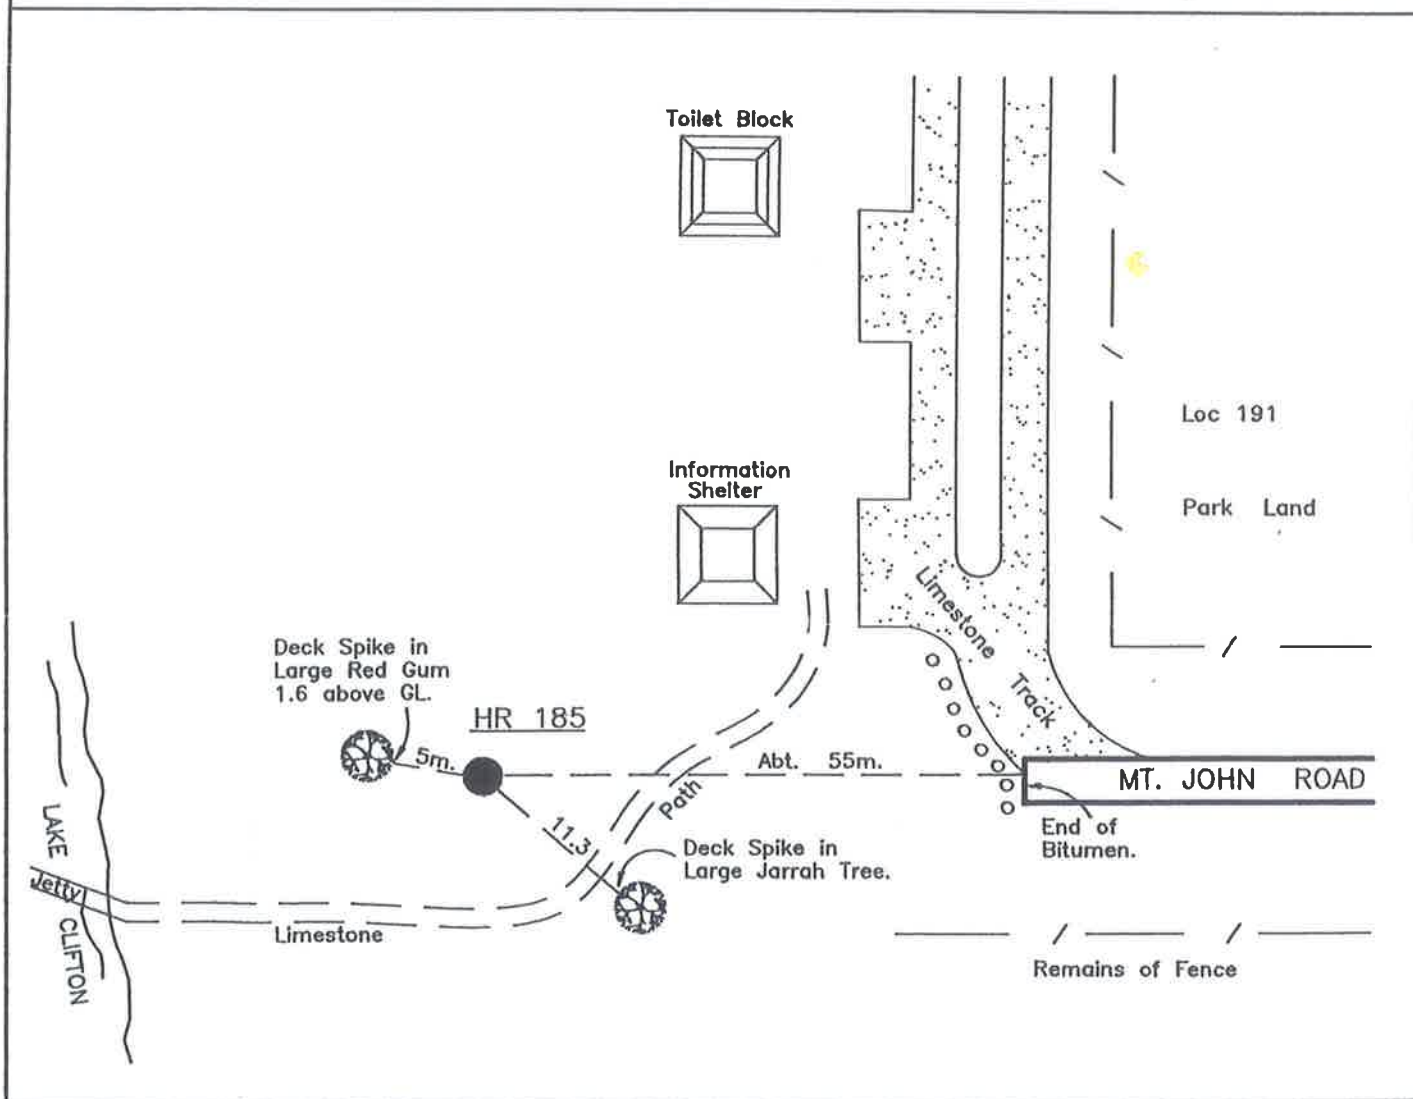 Toilet Block
Loc 191
Information
Shelter
Park Land
Limestone
Track
Deck Spike in
Large Red Gum
1.6 above GL.
HR 185
5m.
Abt. 55m.
MT. JOHN ROAD
Path
11.3
End of
Bitumen.
Deck Spike in
Large Jarrah Tree.
LAKE
CLIFTON
Jetty
Limestone
Remains of Fence